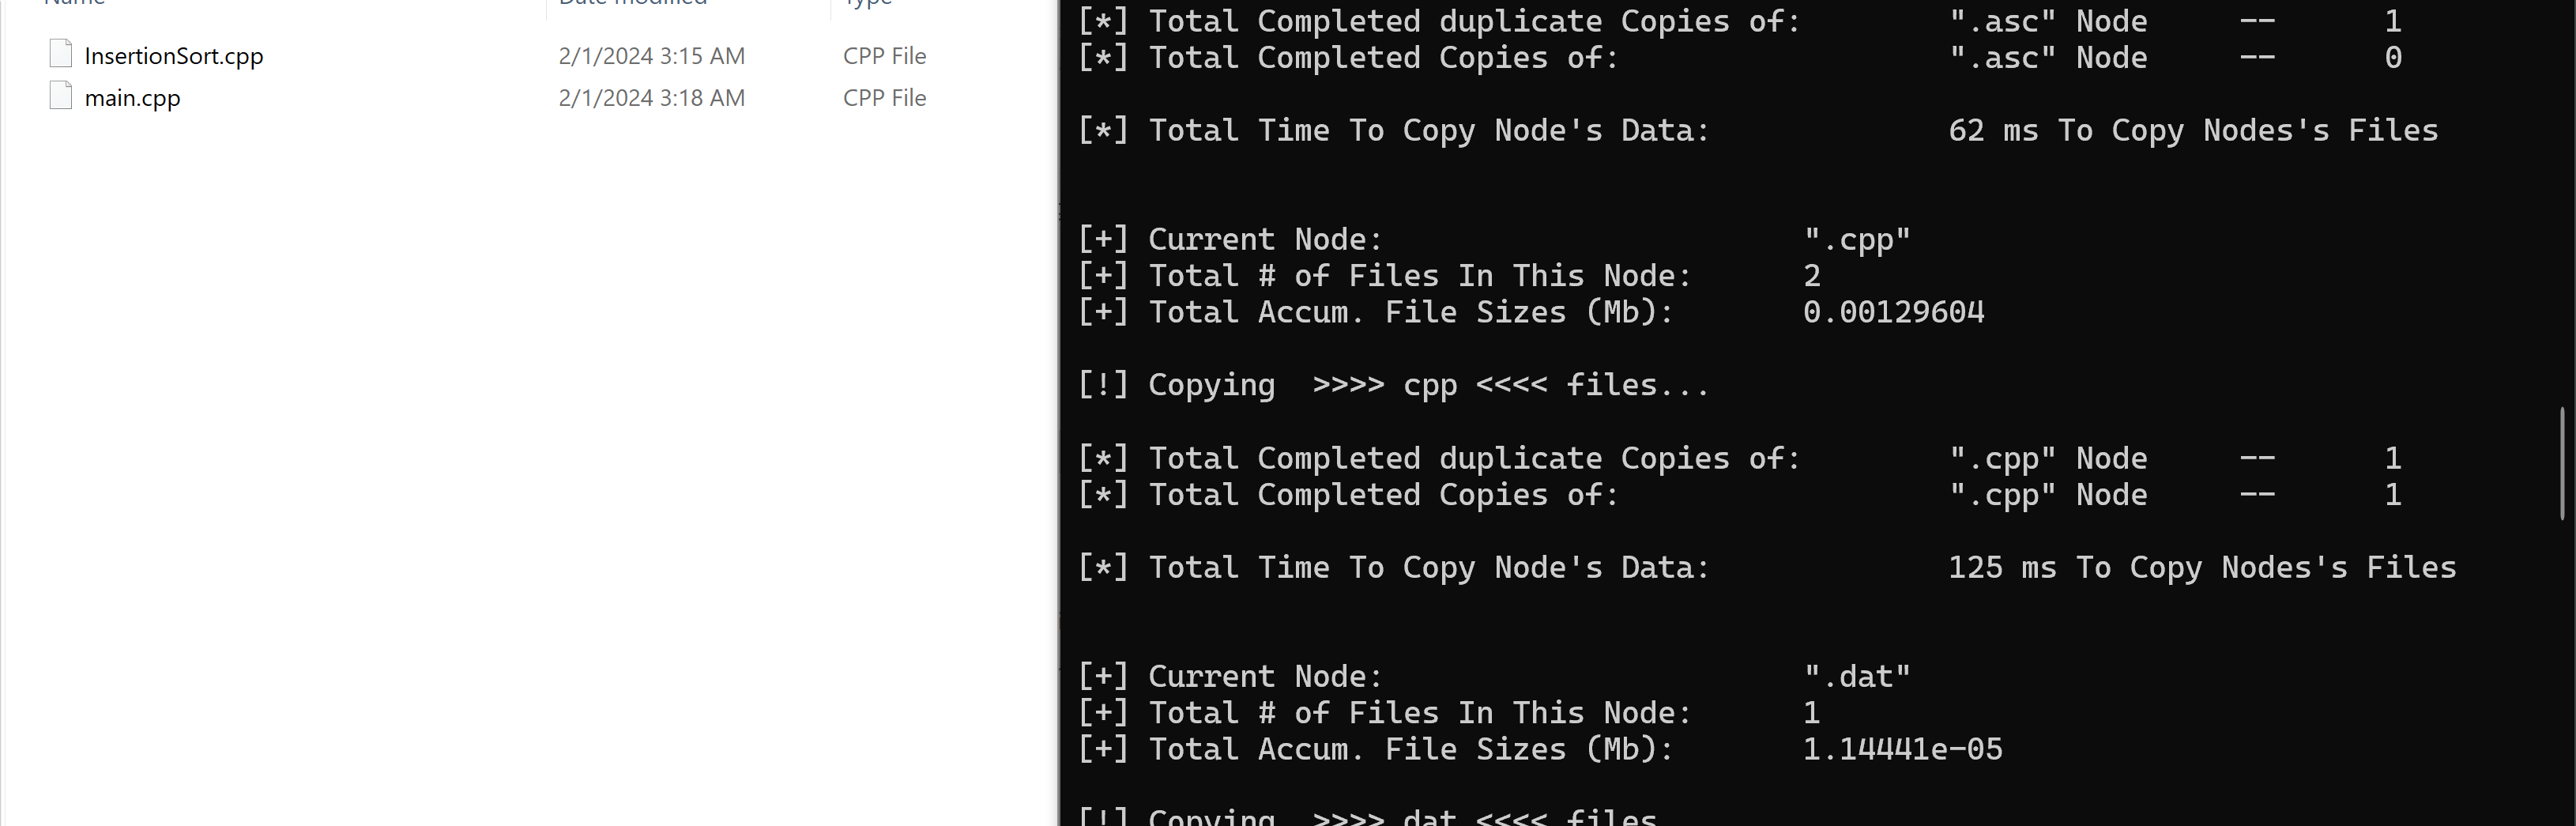 Name Date modified Type
InsertionSort.cpp 2/1/2024 3:15 AM CPP File
main.cpp 2/1/2024 3:18 AM CPP File
[*] Total Completed duplicate Copies of: ".asc" Node -- 1
[*] Total Completed Copies of: ".asc" Node -- 0
[*] Total Time To Copy Node's Data: 62 ms To Copy Nodes's Files
[+] Current Node: ".cpp"
[+] Total # of Files In This Node: 2
[+] Total Accum. File Sizes (Mb): 0.00129604
[!] Copying >>>> cpp <<<< files...
[*] Total Completed duplicate Copies of: ".cpp" Node -- 1
[*] Total Completed Copies of: ".cpp" Node -- 1
[*] Total Time To Copy Node's Data: 125 ms To Copy Nodes's Files
[+] Current Node: ".dat"
[+] Total # of Files In This Node: 1
[+] Total Accum. File Sizes (Mb): 1.14441e-05
[!] Copying >>>> dat <<<< files